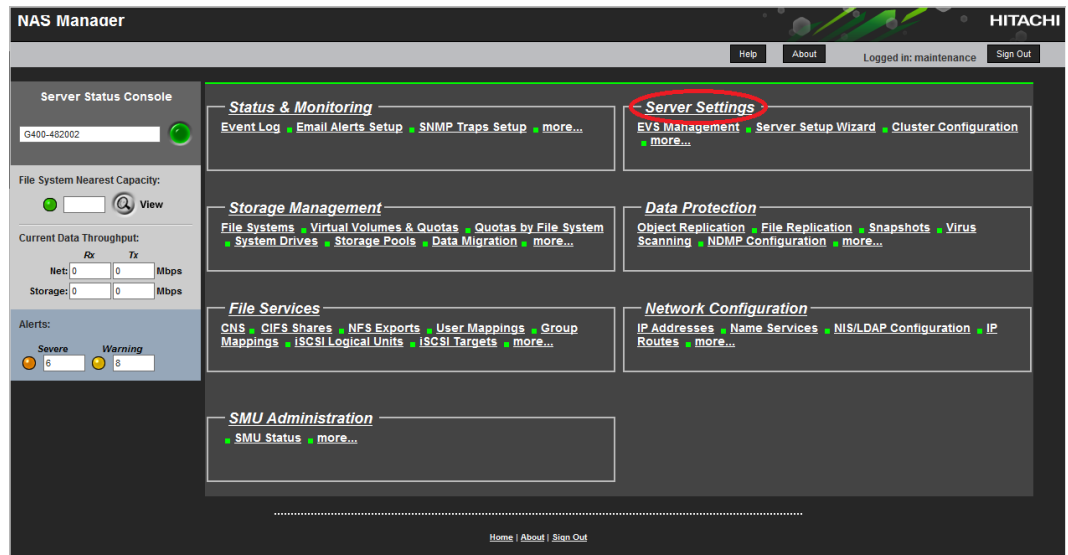 NAS Manager
HITACHI
Help About Logged in: maintenance Sign Out
Server Status Console
G400-482002
File System Nearest Capacity:
View
Current Data Throughput:
Rx Tx
Net: 0 0 Mbps
Storage: 0 0 Mbps
Alerts:
Severe Warning
6 8
Status & Monitoring
Event Log Email Alerts Setup SNMP Traps Setup more...
Server Settings
EVS Management Server Setup Wizard Cluster Configuration
more...
Storage Management
File Systems Virtual Volumes & Quotas Quotas by File System
System Drives Storage Pools Data Migration more...
Data Protection
Object Replication File Replication Snapshots Virus
Scanning NDMP Configuration more...
File Services
CNS CIFS Shares NFS Exports User Mappings Group
Mappings iSCSI Logical Units iSCSI Targets more...
Network Configuration
IP Addresses Name Services NIS/LDAP Configuration IP
Routes more...
SMU Administration
SMU Status more...
Home | About | Sign Out